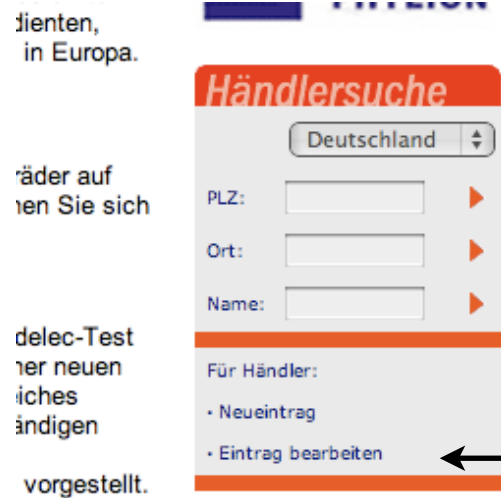 dienten,
in Europa.
räder auf
nen Sie sich
delec-Test
ner neuen
iches
ändigen
vorgestellt.
Händlersuche
Deutschland
PLZ:
Ort:
Name:
Für Händler:
· Neueintrag
· Eintrag bearbeiten